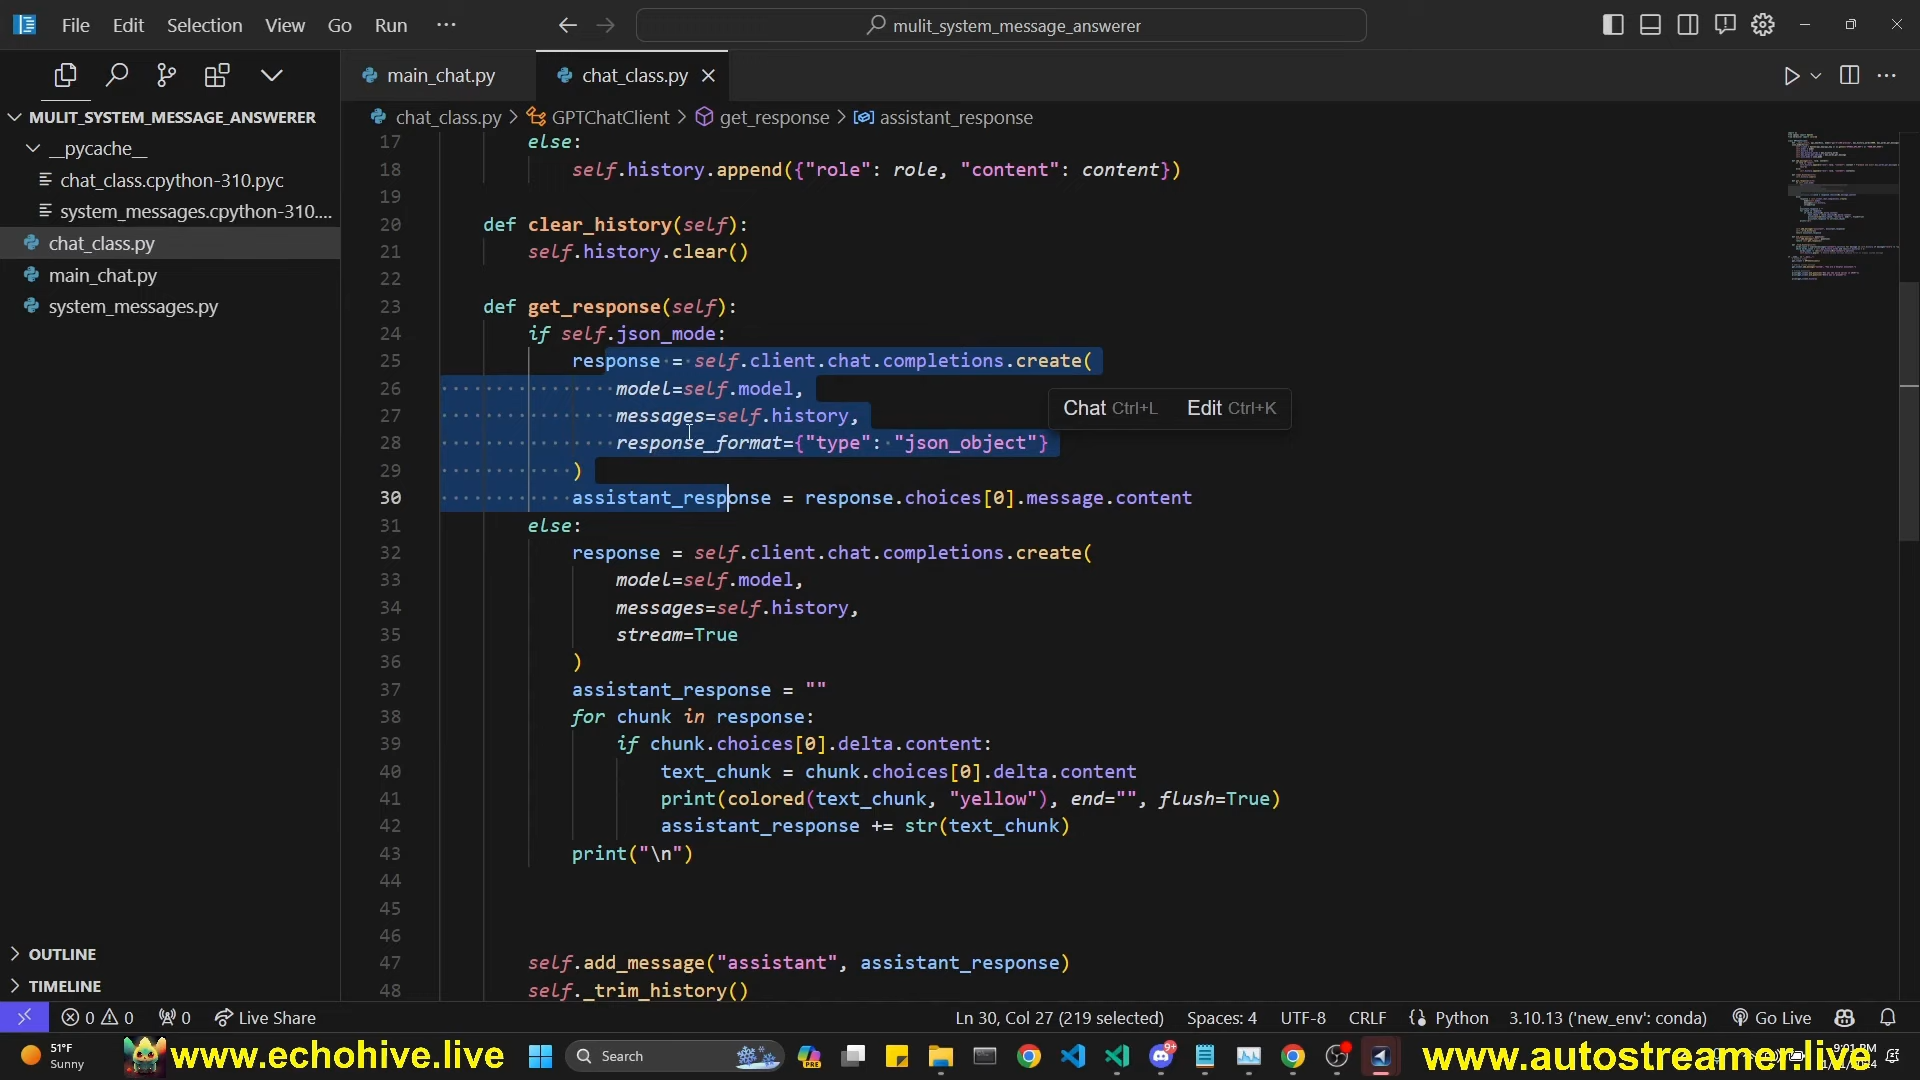 File Edit Selection View Go Run ···
mulit_system_message_answerer
main_chat.py
chat_class.py
chat_class.py > GPTChatClient > get_response > assistant_response
MULIT_SYSTEM_MESSAGE_ANSWERER
__pycache__
chat_class.cpython-310.pyc
system_messages.cpython-310....
chat_class.py
main_chat.py
system_messages.py
OUTLINE
TIMELINE
17 else:
18 self.history.append({"role": role, "content": content})
19
20 def clear_history(self):
21 self.history.clear()
22
23 def get_response(self):
24 if self.json_mode:
25 response = self.client.chat.completions.create(
26 model=self.model,
27 messages=self.history,
28 response_format={"type": "json_object"}
29 )
30 assistant_response = response.choices[0].message.content
31 else:
32 response = self.client.chat.completions.create(
33 model=self.model,
34 messages=self.history,
35 stream=True
36 )
37 assistant_response = ""
38 for chunk in response:
39 if chunk.choices[0].delta.content:
40 text_chunk = chunk.choices[0].delta.content
41 print(colored(text_chunk, "yellow"), end="", flush=True)
42 assistant_response += str(text_chunk)
43 print("\n")
44
45
46
47 self.add_message("assistant", assistant_response)
48 self._trim_history()
Chat Ctrl+L Edit Ctrl+K
0 0 0 Live Share
Ln 30, Col 27 (219 selected) Spaces: 4 UTF-8 CRLF Python 3.10.13 ('new_env': conda) Go Live
51°F
Sunny
www.echohive.live
Search
PRE
9+
www.autostreamer.live
9:01 PM